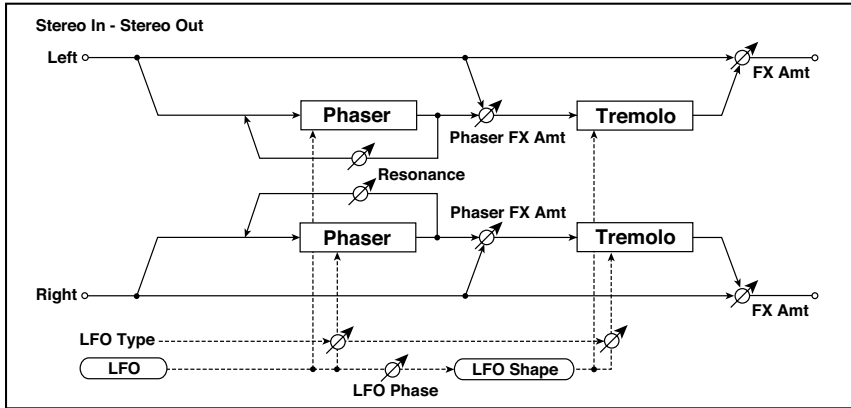 Stereo In - Stereo Out
Left
FX Amt
Phaser
Phaser FX Amt
Tremolo
Resonance
Phaser FX Amt
Phaser
Tremolo
Right
FX Amt
LFO Type
LFO
LFO Phase
LFO Shape